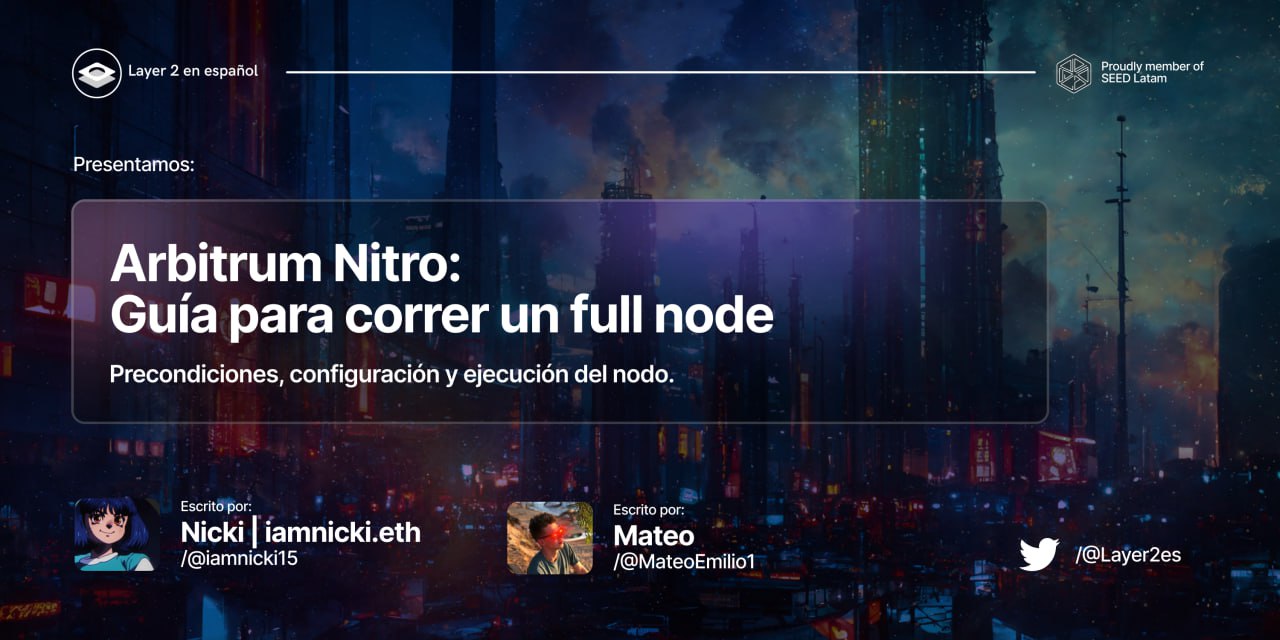 Layer 2 en español
Proudly member of
SEED Latam
Presentamos:
Arbitrum Nitro:
Guía para correr un full node
Precondiciones, configuración y ejecución del nodo.
Escrito por:
Nicki | iamnicki.eth
/@iamnicki15
Escrito por:
Mateo
/@MateoEmilio1
/@Layer2es